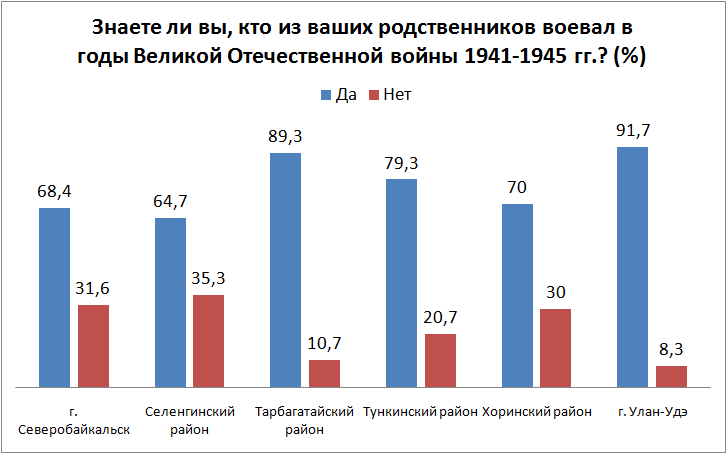 Знаете ли вы, кто из ваших родственников воевал в
годы Великой Отечественной войны 1941-1945 гг.? (%)
Да Нет
68,4 31,6
64,7 35,3
89,3 10,7
79,3 20,7
70 30
91,7 8,3
г. Северобайкальск
Селенгинский район
Тарбагатайский район
Тункинский район
Хоринский район
г. Улан-Удэ